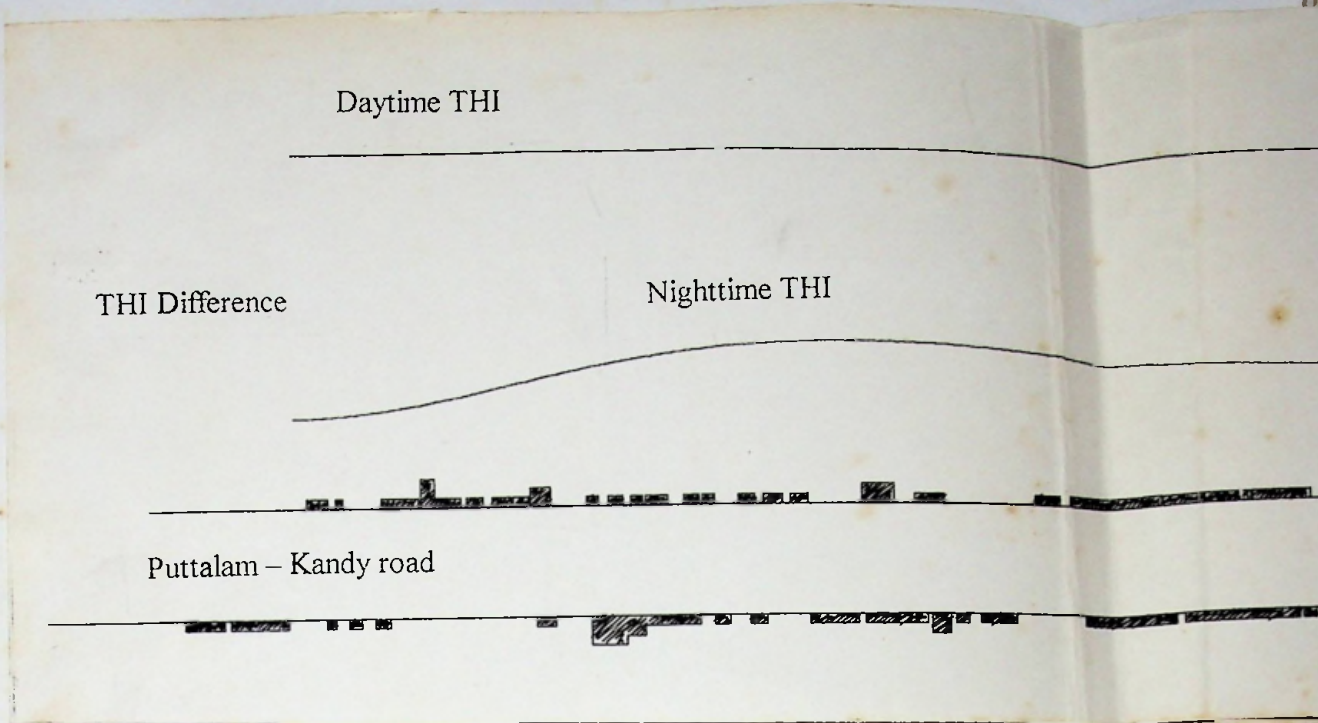 Daytime THI
THI Difference
Nighttime THI
Puttalam – Kandy road